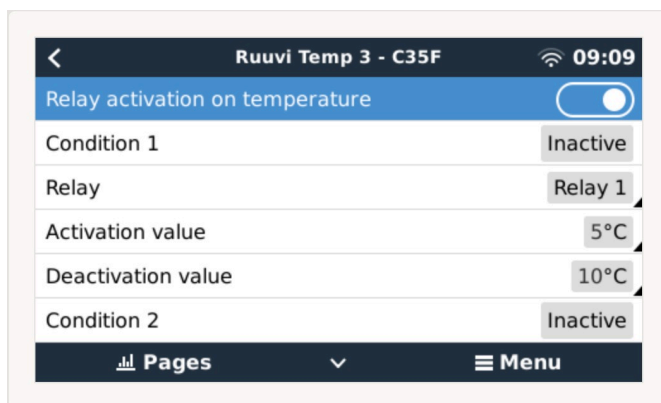 Ruuvi Temp 3 - C35F 09:09
Relay activation on temperature
Condition 1 Inactive
Relay Relay 1
Activation value 5°C
Deactivation value 10°C
Condition 2 Inactive
Pages Menu